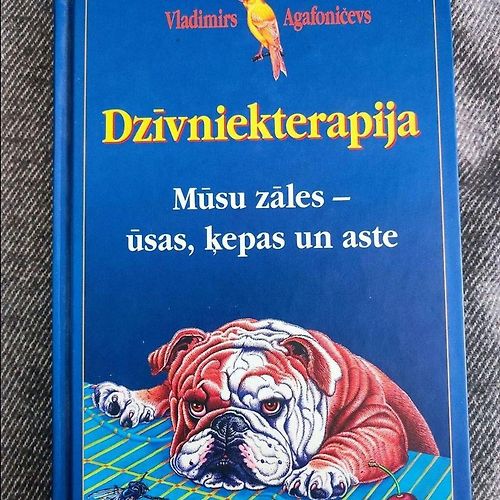 Vladimirs Agafoničevs
Dzīvniekterapija
Mūsu zāles –
ūsas, ķepas un aste